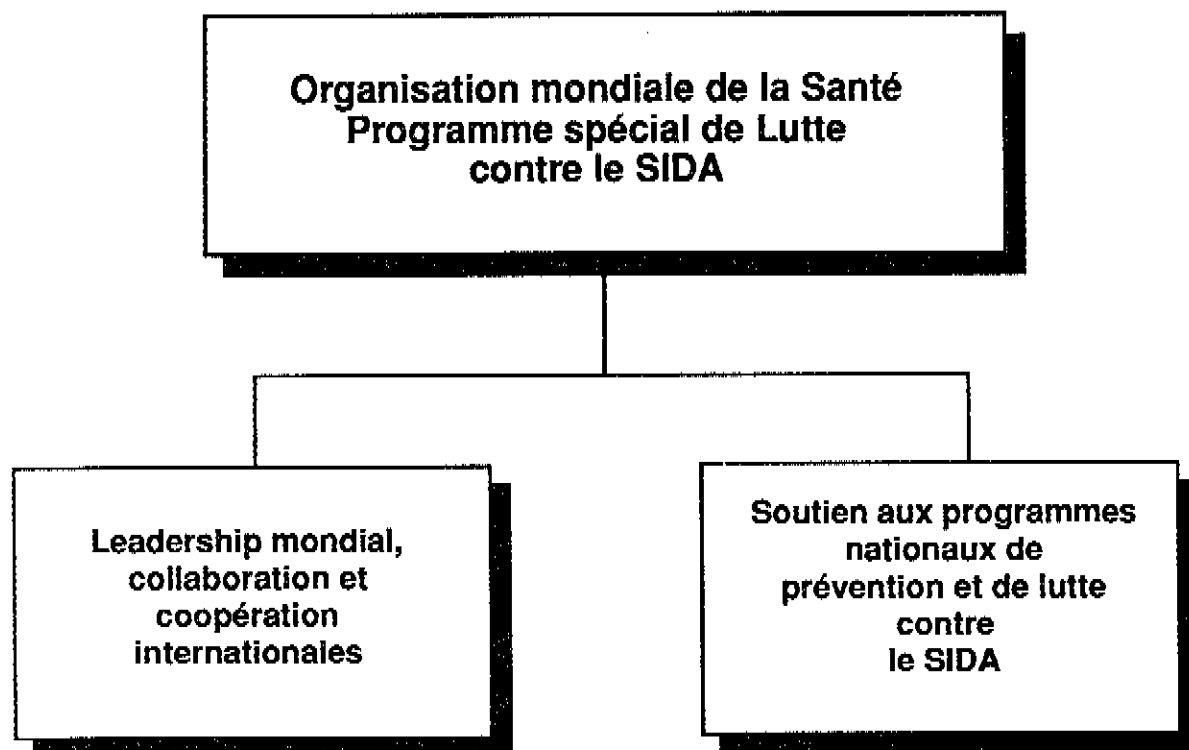 Organisation mondiale de la Santé
Programme spécial de Lutte
contre le SIDA
Leadership mondial,
collaboration et
coopération
internationales
Soutien aux programmes
nationaux de
prévention et de lutte
contre
le SIDA